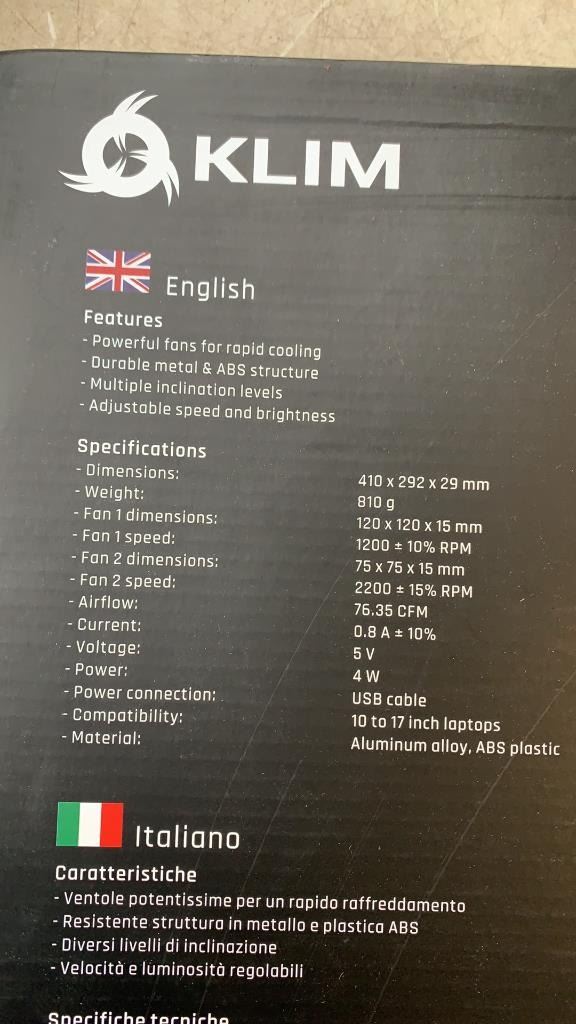 KLIM
English
Features
- Powerful fans for rapid cooling
- Durable metal & ABS structure
- Multiple inclination levels
- Adjustable speed and brightness
Specifications
- Dimensions: 410 x 292 x 29 mm
- Weight: 810 g
- Fan 1 dimensions: 120 x 120 x 15 mm
- Fan 1 speed: 1200 ± 10% RPM
- Fan 2 dimensions: 75 x 75 x 15 mm
- Fan 2 speed: 2200 ± 15% RPM
- Airflow: 76.35 CFM
- Current: 0.8 A ± 10%
- Voltage: 5 V
- Power: 4 W
- Power connection: USB cable
- Compatibility: 10 to 17 inch laptops
- Material: Aluminum alloy, ABS plastic
Italiano
Caratteristiche
- Ventole potentissime per un rapido raffreddamento
- Resistente struttura in metallo e plastica ABS
- Diversi livelli di inclinazione
- Velocità e luminosità regolabili
Specifiche tecniche